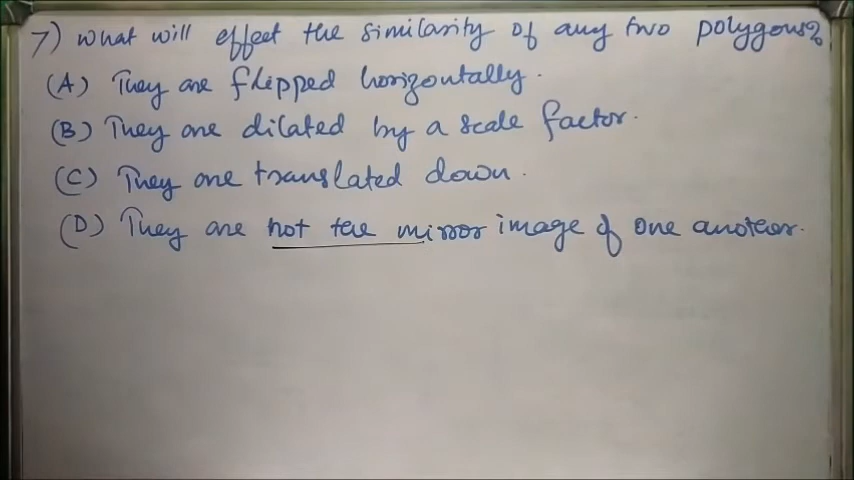 7) what will effect the similarity of any two polygons?
(A) They are flipped horizontally.
(B) They are dilated by a scale factor.
(C) They are translated down.
(D) They are not the mirror image of one another.